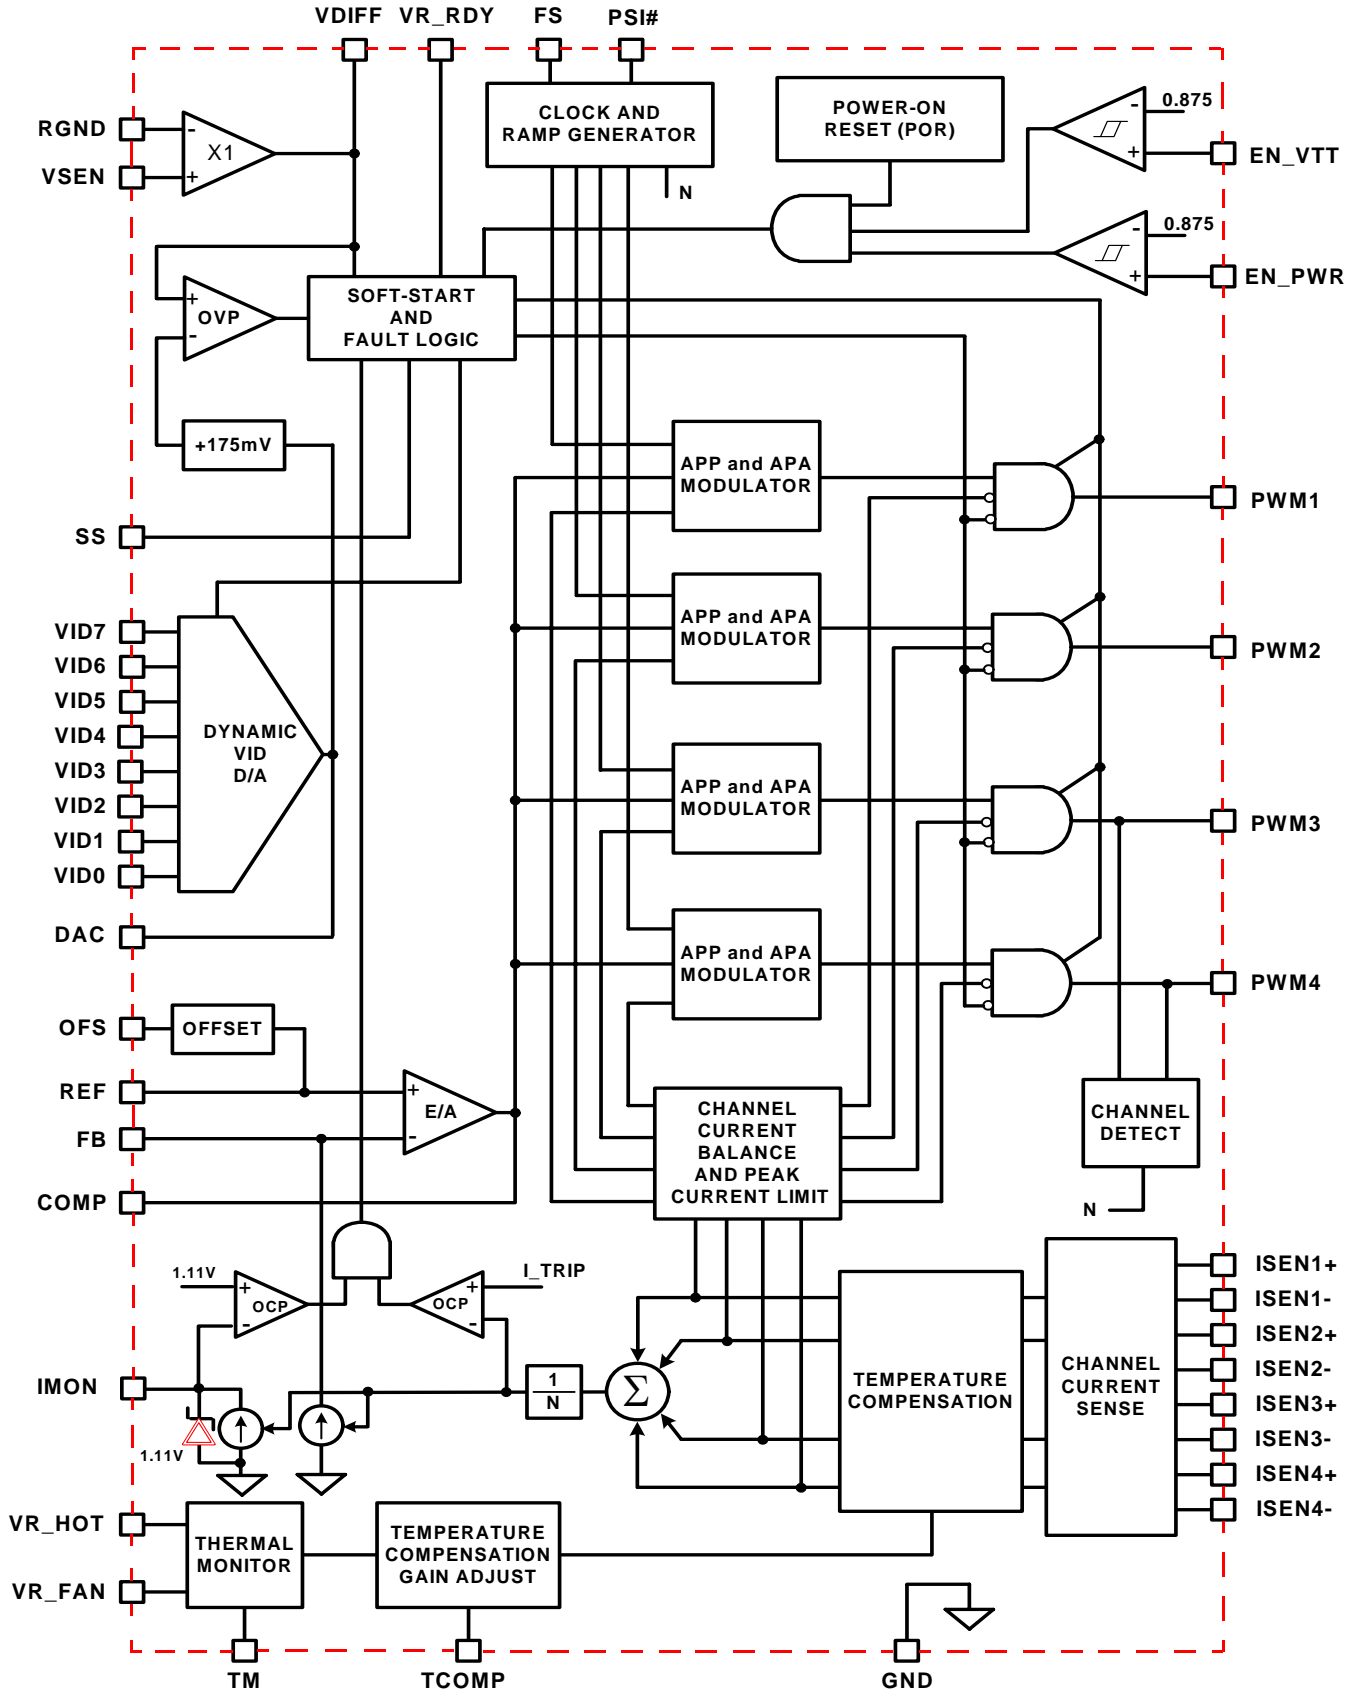 VDIFF VR_RDY FS PSI#
RGND
VSEN
-
X1
+
CLOCK AND
RAMP GENERATOR
N
POWER-ON
RESET (POR)
-
0.875
+
EN_VTT
-
0.875
+
EN_PWR
+
OVP
-
SOFT-START
AND
FAULT LOGIC
+175mV
SS
APP and APA
MODULATOR
PWM1
APP and APA
MODULATOR
PWM2
APP and APA
MODULATOR
PWM3
APP and APA
MODULATOR
PWM4
VID7
VID6
VID5
VID4
VID3
VID2
VID1
VID0
DYNAMIC
VID
D/A
DAC
OFS
OFFSET
REF
FB
+
E/A
-
COMP
CHANNEL
CURRENT
BALANCE
AND PEAK
CURRENT LIMIT
CHANNEL
DETECT
N
1.11V
+
OCP
-
I_TRIP
+
OCP
-
IMON
1.11V
1
N
Σ
TEMPERATURE
COMPENSATION
CHANNEL
CURRENT
SENSE
ISEN1+
ISEN1-
ISEN2+
ISEN2-
ISEN3+
ISEN3-
ISEN4+
ISEN4-
VR_HOT
VR_FAN
THERMAL
MONITOR
TEMPERATURE
COMPENSATION
GAIN ADJUST
TM
TCOMP
GND